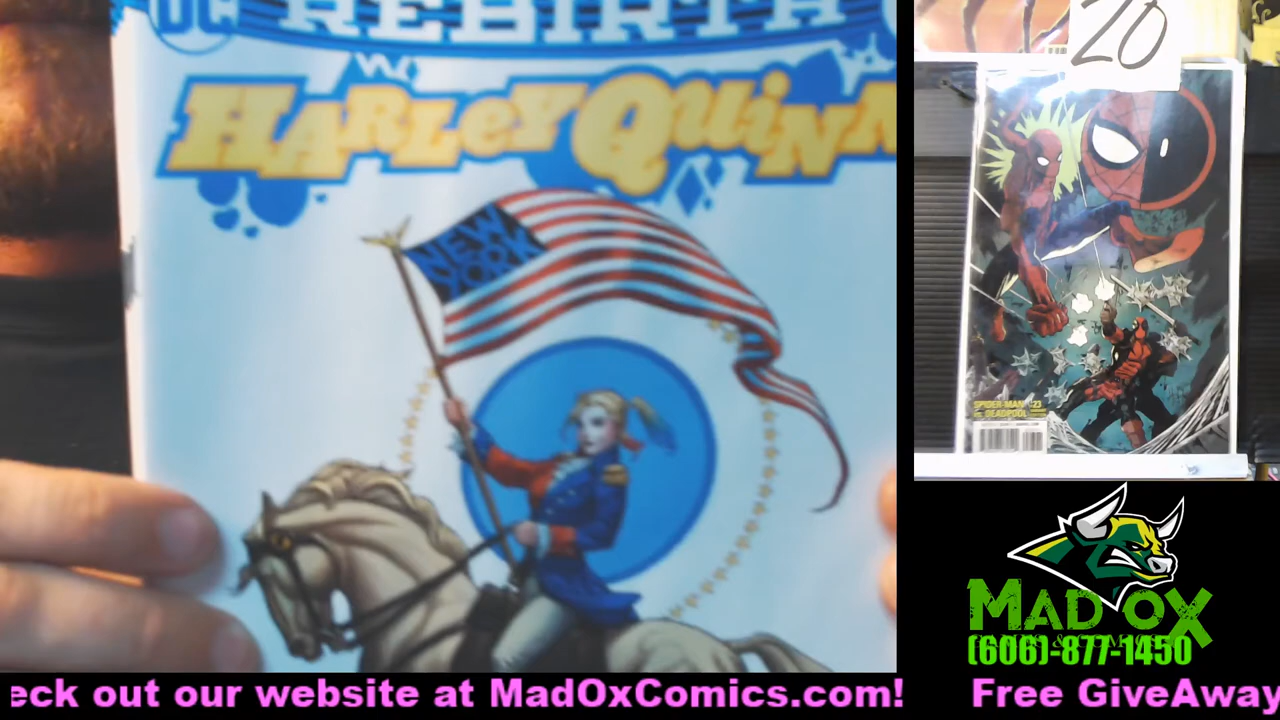 DC REBIRTH
HARLEY QUINN
NEW
YORK
20
SPIDER-MAN 23
vs. DEADPOOL
MAD OX
(606)-877-1450
eck out our website at MadOxComics.com!
Free GiveAway